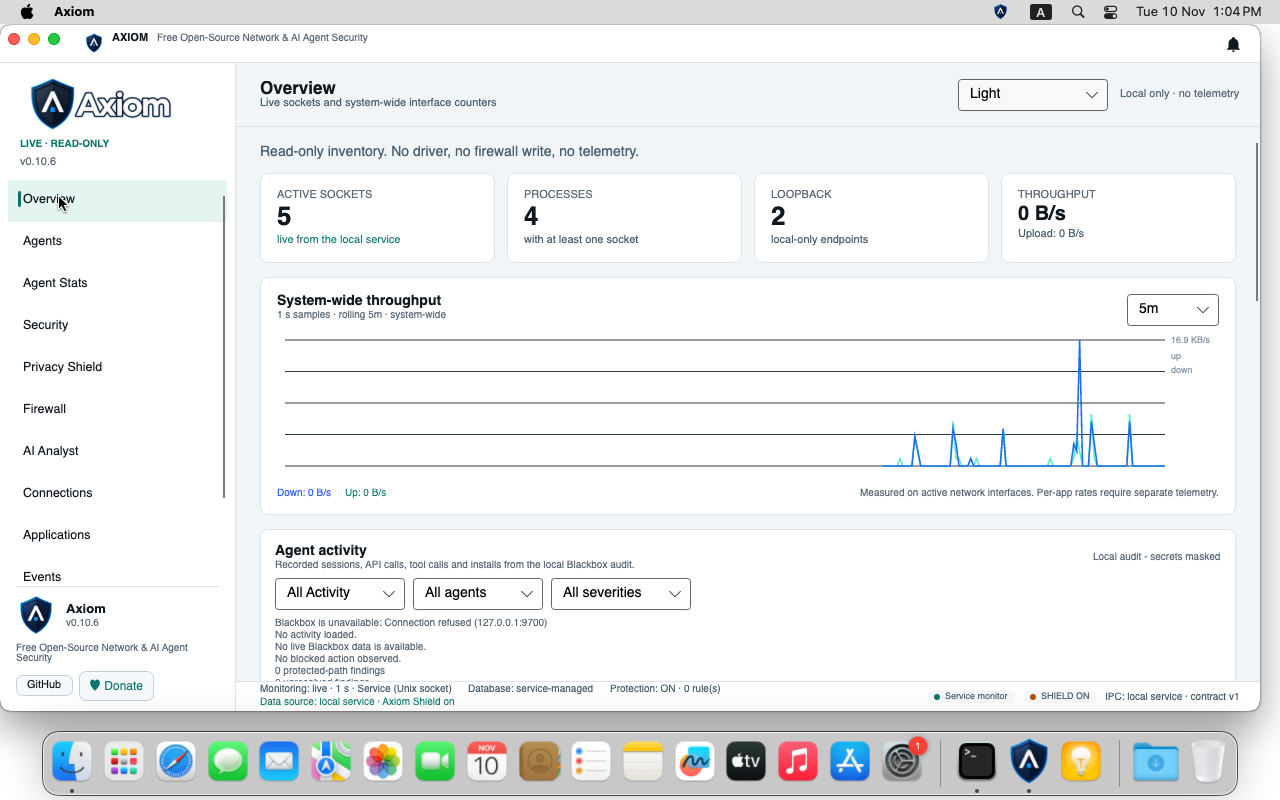 Axiom
A
Tue 10 Nov 1:04 PM
AXIOM Free Open-Source Network & AI Agent Security
Axiom
LIVE · READ-ONLY
v0.10.6
Overview
Agents
Agent Stats
Security
Privacy Shield
Firewall
AI Analyst
Connections
Applications
Events
Axiom
v0.10.6
Free Open-Source Network & AI Agent
Security
GitHub
Donate
Overview
Live sockets and system-wide interface counters
Light
Local only · no telemetry
Read-only inventory. No driver, no firewall write, no telemetry.
ACTIVE SOCKETS
5
live from the local service
PROCESSES
4
with at least one socket
LOOPBACK
2
local-only endpoints
THROUGHPUT
0 B/s
Upload: 0 B/s
System-wide throughput
1 s samples · rolling 5m · system-wide
5m
16.9 KB/s
up
down
Down: 0 B/s Up: 0 B/s
Measured on active network interfaces. Per-app rates require separate telemetry.
Agent activity
Recorded sessions, API calls, tool calls and installs from the local Blackbox audit.
Local audit - secrets masked
All Activity
All agents
All severities
Blackbox is unavailable: Connection refused (127.0.0.1:9700)
No activity loaded.
No live Blackbox data is available.
No blocked action observed.
0 protected-path findings
Monitoring: live · 1 s · Service (Unix socket) Database: service-managed Protection: ON · 0 rule(s)
Data source: local service · Axiom Shield on
Service monitor
SHIELD ON
IPC: local service · contract v1
NOV
10
tv
1